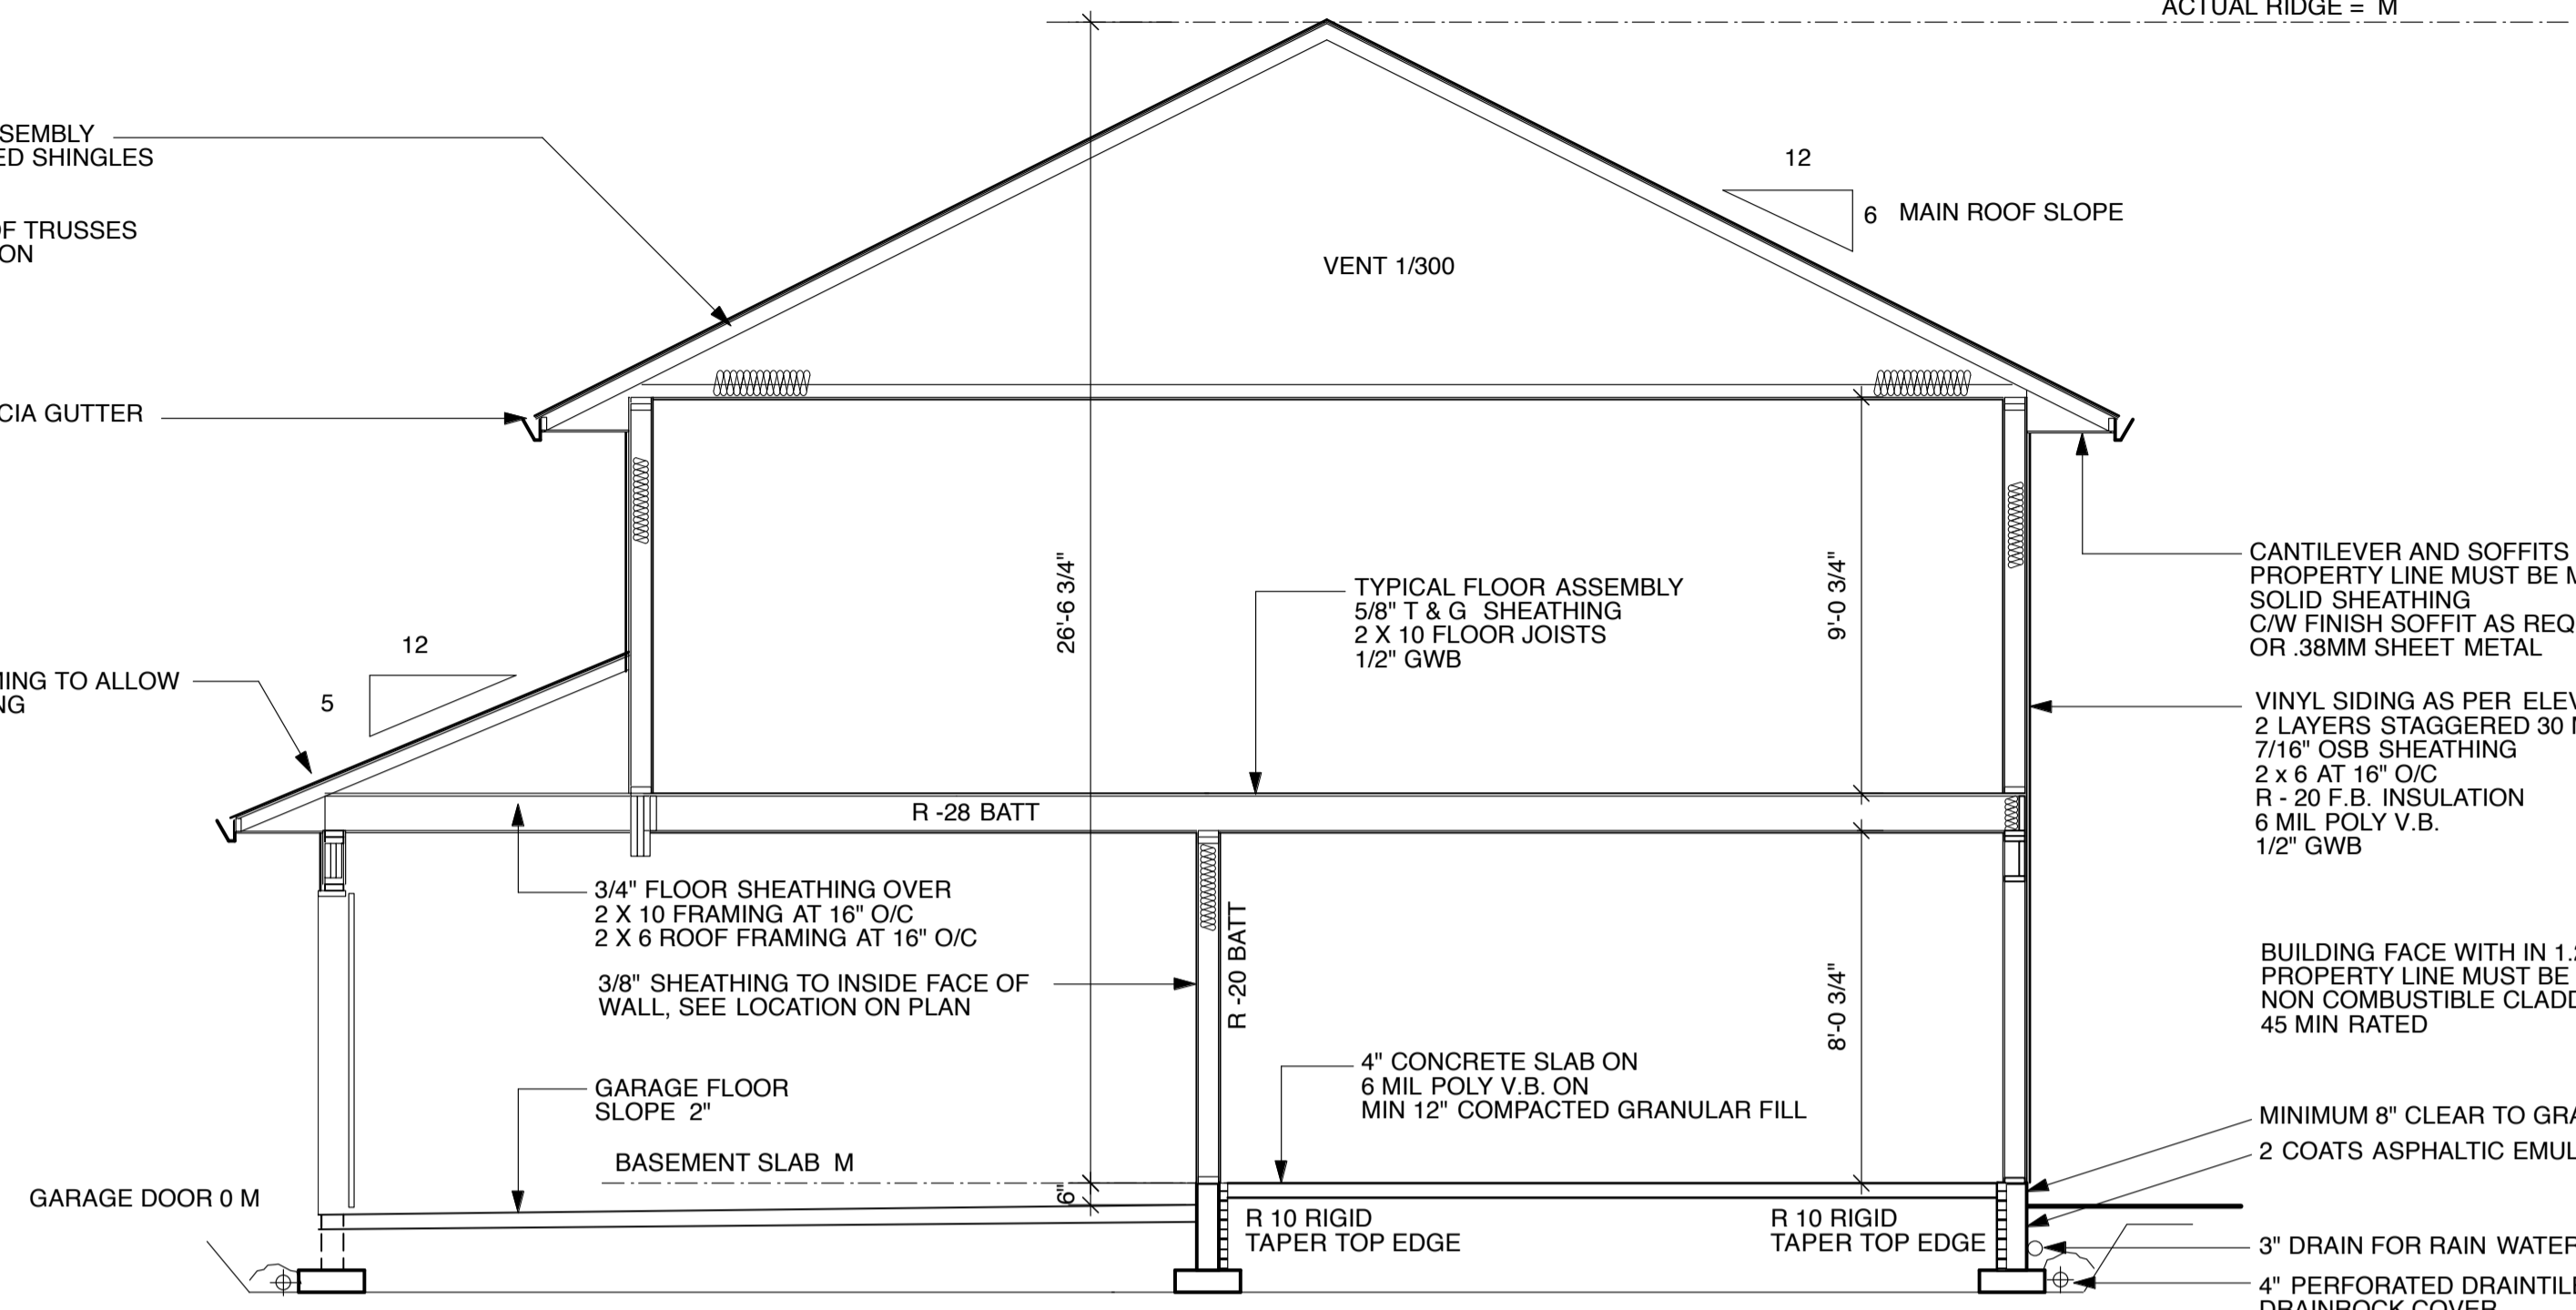 ACTUAL RIDGE = M
SEMBLY
ED SHINGLES
OF TRUSSES
ON
12
6 MAIN ROOF SLOPE
VENT 1/300
CIA GUTTER
26'-6 3/4"
9'-0 3/4"
TYPICAL FLOOR ASSEMBLY
5/8" T & G SHEATHING
2 X 10 FLOOR JOISTS
1/2" GWB
CANTILEVER AND SOFFITS
PROPERTY LINE MUST BE M
SOLID SHEATHING
C/W FINISH SOFFIT AS REQ
OR .38MM SHEET METAL
12
5
MING TO ALLOW
NG
VINYL SIDING AS PER ELEV
2 LAYERS STAGGERED 30 M
7/16" OSB SHEATHING
2 x 6 AT 16" O/C
R - 20 F.B. INSULATION
6 MIL POLY V.B.
1/2" GWB
R -28 BATT
3/4" FLOOR SHEATHING OVER
2 X 10 FRAMING AT 16" O/C
2 X 6 ROOF FRAMING AT 16" O/C
3/8" SHEATHING TO INSIDE FACE OF
WALL, SEE LOCATION ON PLAN
R -20 BATT
8'-0 3/4"
BUILDING FACE WITH IN 1.2
PROPERTY LINE MUST BE
NON COMBUSTIBLE CLADD
45 MIN RATED
4" CONCRETE SLAB ON
6 MIL POLY V.B. ON
MIN 12" COMPACTED GRANULAR FILL
GARAGE FLOOR
SLOPE 2"
BASEMENT SLAB M
6"
GARAGE DOOR 0 M
MINIMUM 8" CLEAR TO GRA
2 COATS ASPHALTIC EMUL
R 10 RIGID
TAPER TOP EDGE
R 10 RIGID
TAPER TOP EDGE
3" DRAIN FOR RAIN WATER
4" PERFORATED DRAINTILE
DRAINROCK COVER